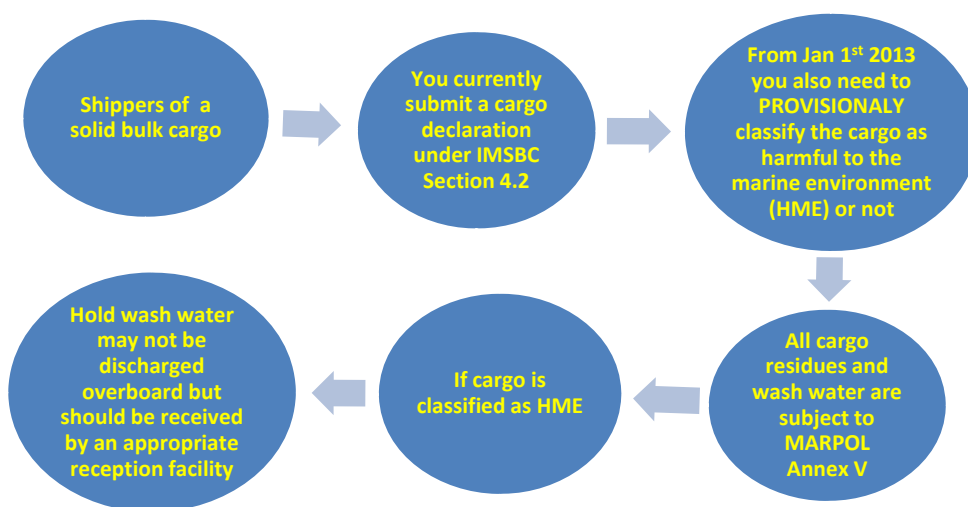 Shippers of a
solid bulk cargo
You currently
submit a cargo
declaration
under IMSBC
Section 4.2
From Jan 1st 2013
you also need to
PROVISIONALY
classify the cargo as
harmful to the
marine environment
(HME) or not
All cargo
residues and
wash water are
subject to
MARPOL
Annex V
If cargo is
classified as HME
Hold wash water
may not be
discharged
overboard but
should be received
by an appropriate
reception facility